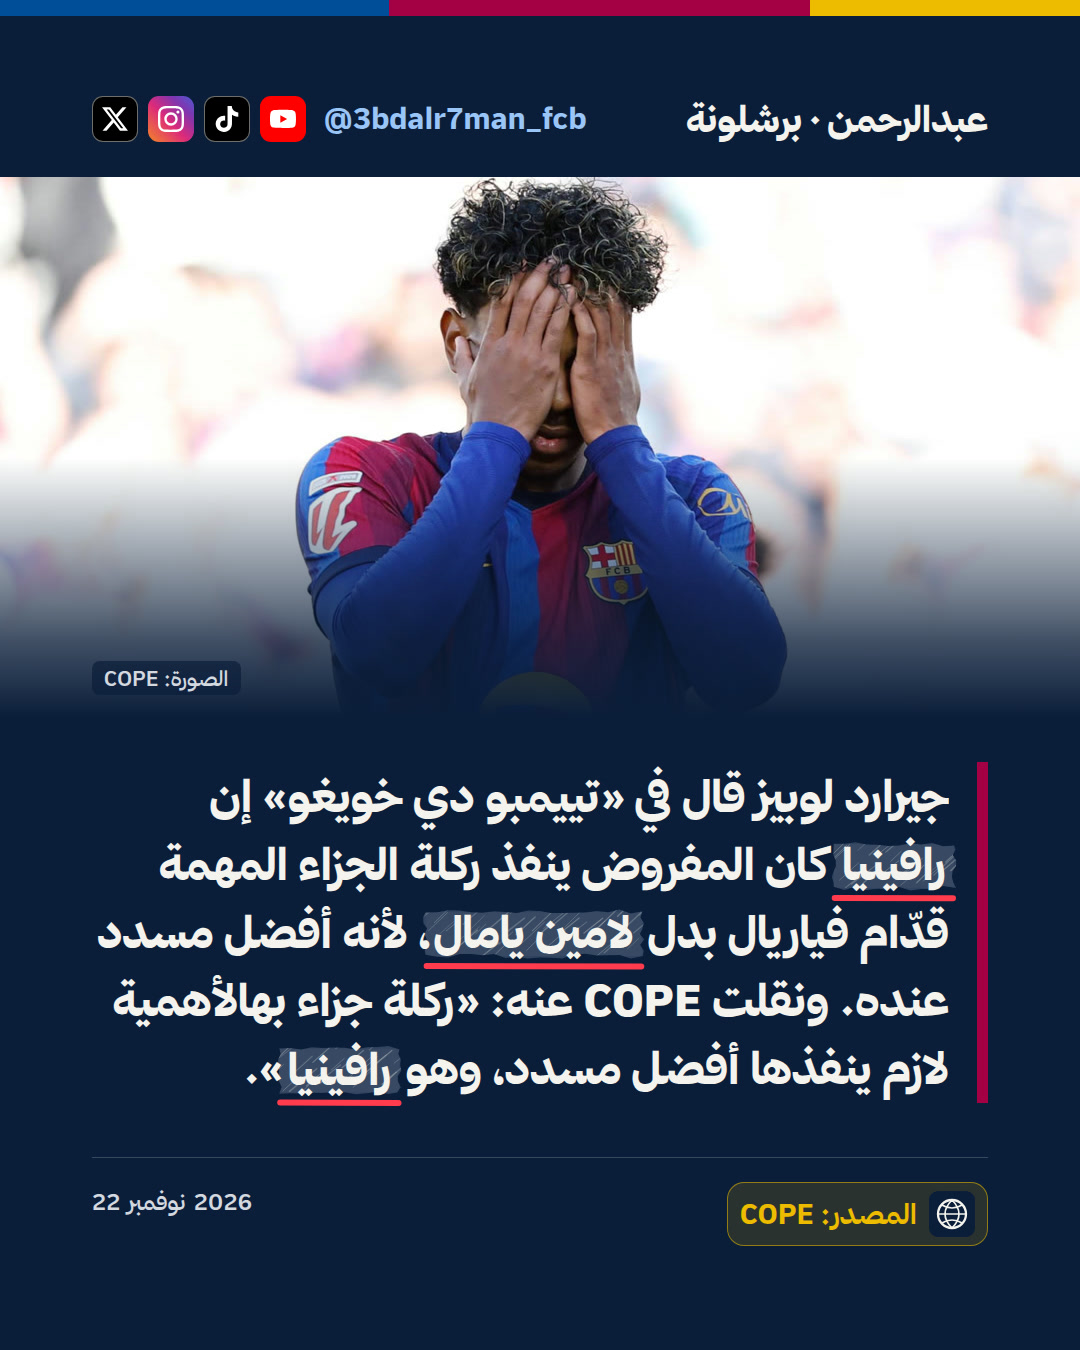 عبدالرحمن · برشلونة
@3bdalr7man_fcb
FCB
الصورة: COPE
جيرارد لوبيز قال في «تييمبو دي خويغو» إن
رافينيا كان المفروض ينفذ ركلة الجزاء المهمة
قدّام فياريال بدل لامين يامال، لأنه أفضل مسدد
عنده. ونقلت COPE عنه: «ركلة جزاء بهالأهمية
لازم ينفذها أفضل مسدد، وهو رافينيا».
المصدر: COPE
22 نوفمبر 2026